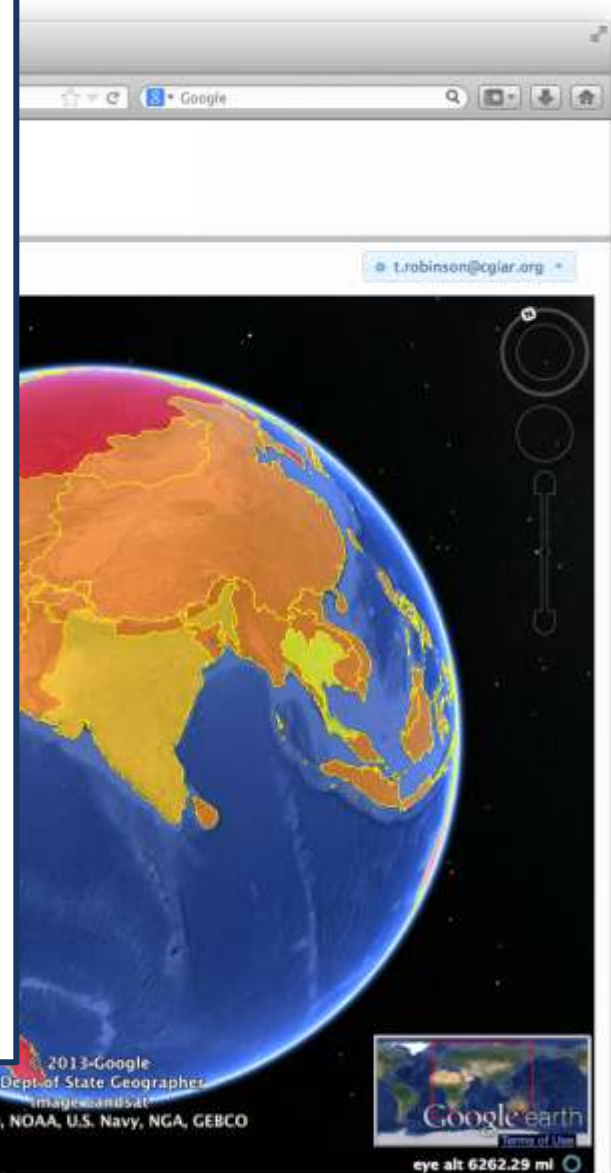 Google
t.robinson@cgiar.org
N
© 2013 Google
Dept of State Geographer
Image Landsat
, NOAA, U.S. Navy, NGA, GEBCO
Google earth
Terms of Use
eye alt 6262.29 mi